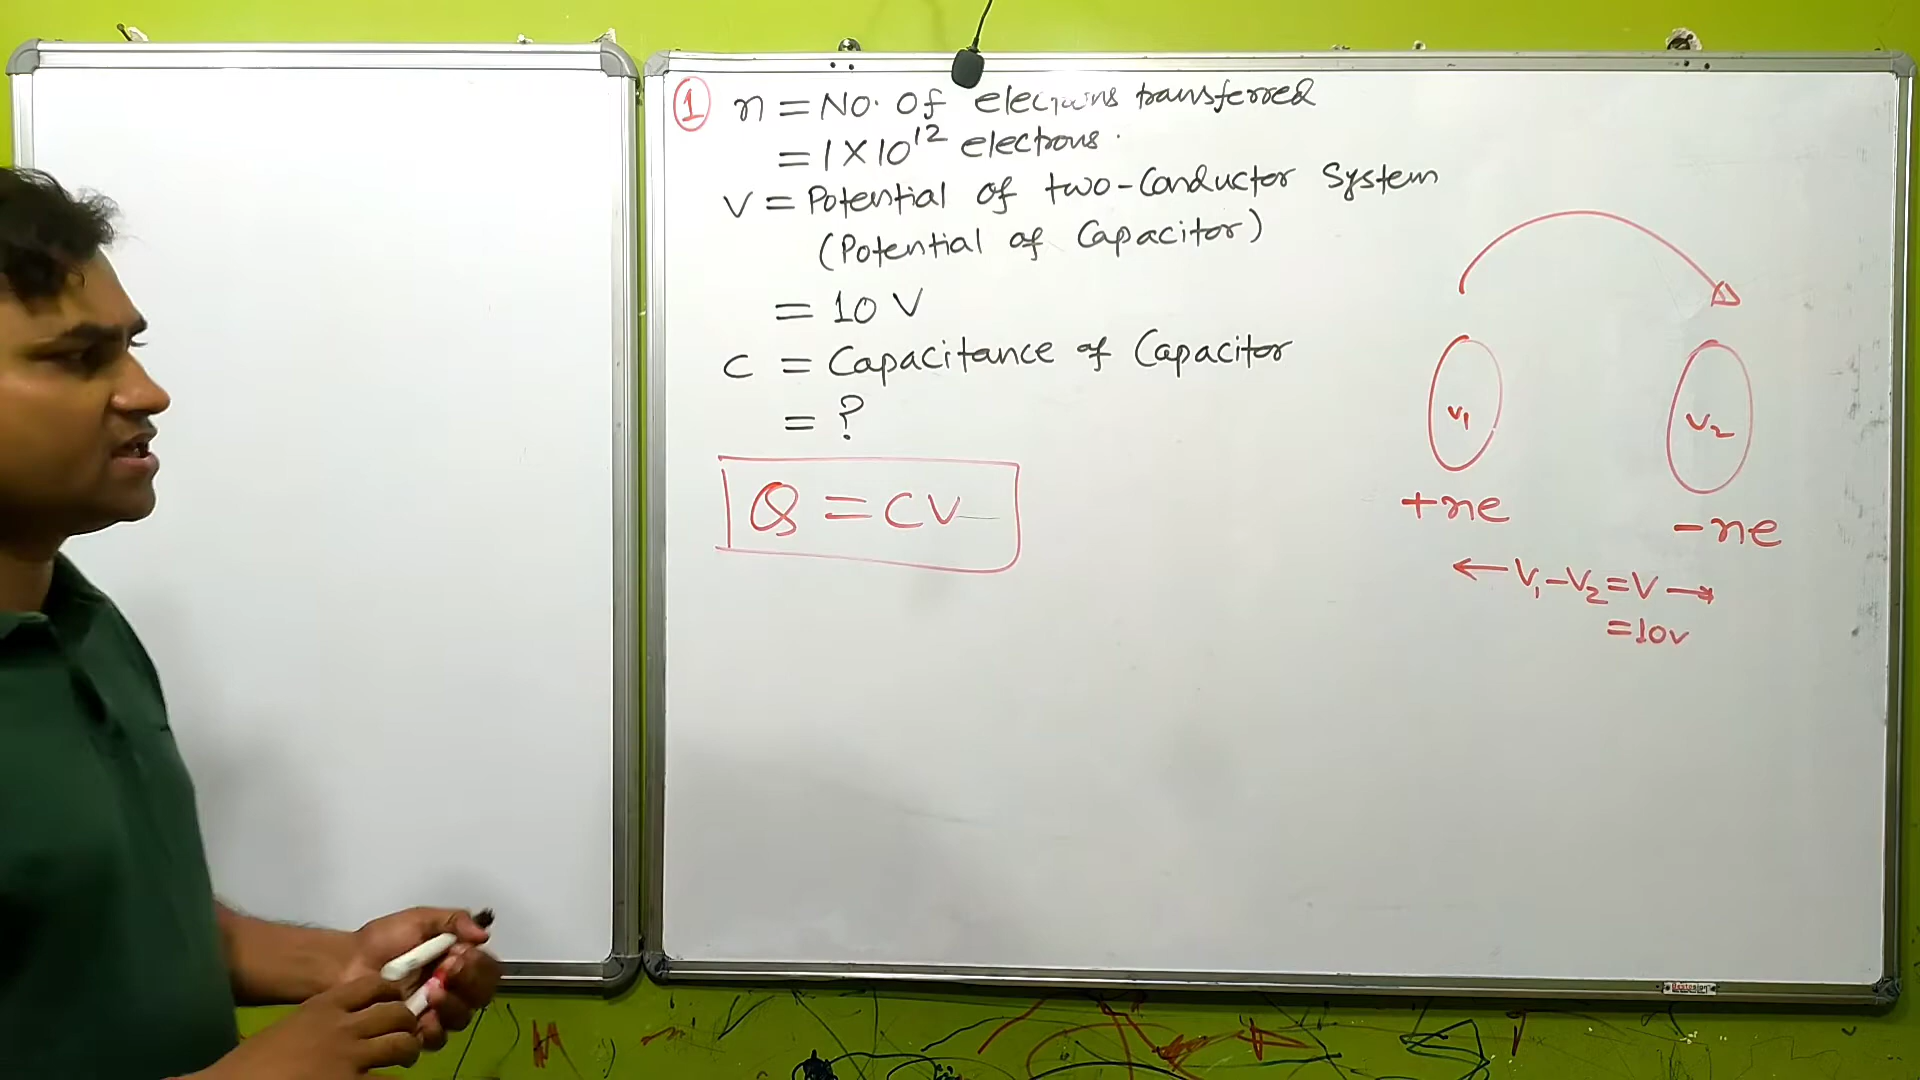 ① n = No. of electrons transferred
= 1 × 10¹² electrons.
V = Potential of two-Conductor System
(Potential of Capacitor)
= 10 V
C = Capacitance of Capacitor
= ?
Q = CV
V₁
V₂
+ne
-ne
← V₁-V₂=V →
=10V